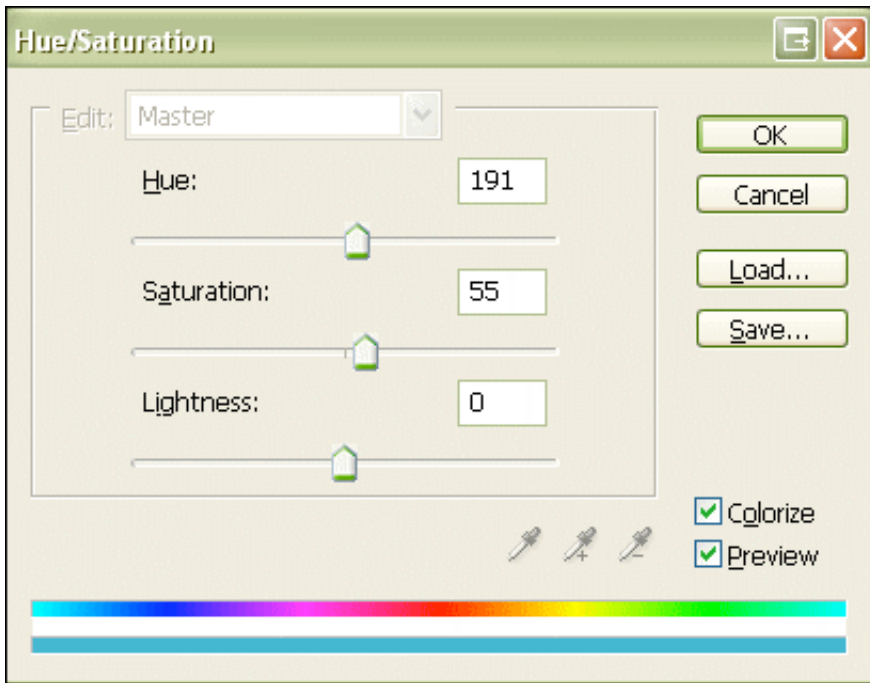 Hue/Saturation
Edit: Master
OK
Hue: 191
Cancel
Load...
Saturation: 55
Save...
Lightness: 0
Colorize
Preview